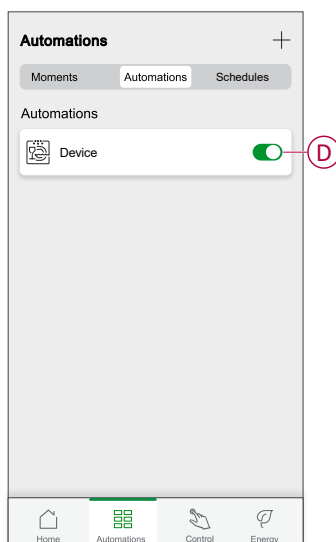 Automations
Moments Automations Schedules
Automations
Device
D
Home Automations Control Energy